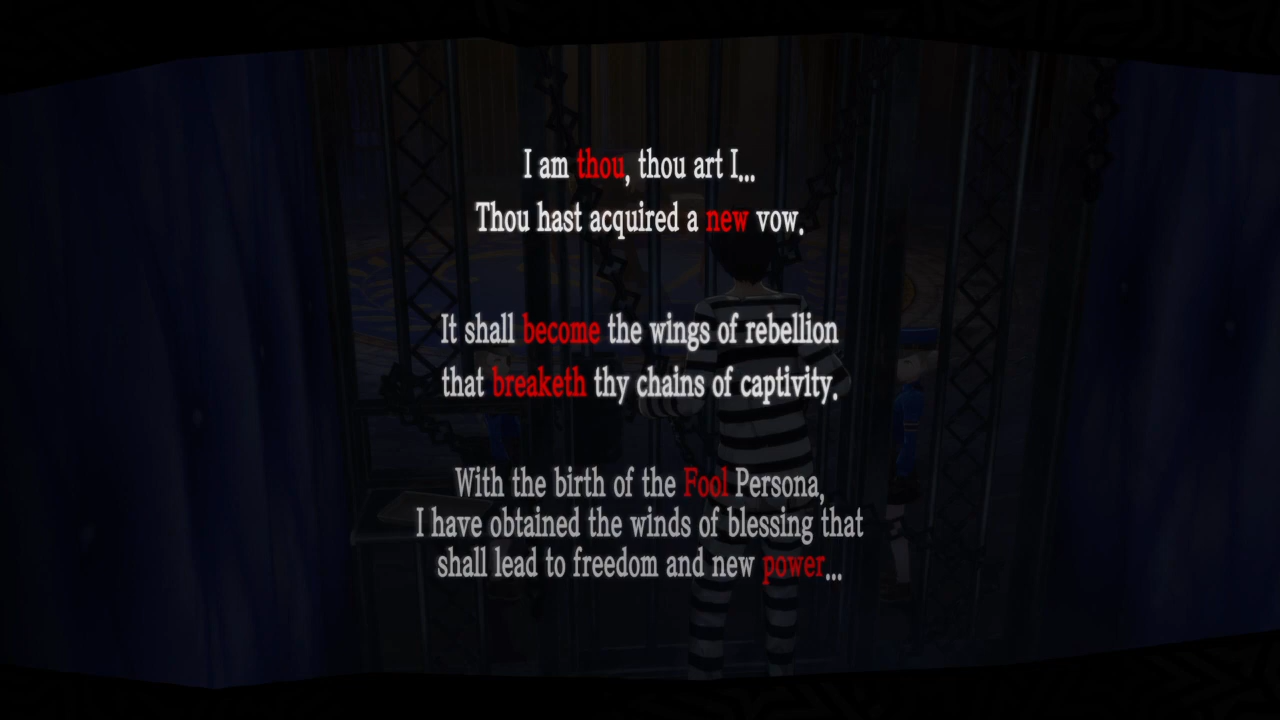 I am thou, thou art I...
Thou hast acquired a new vow.
It shall become the wings of rebellion
that breaketh thy chains of captivity.
With the birth of the Fool Persona,
I have obtained the winds of blessing that
shall lead to freedom and new power...